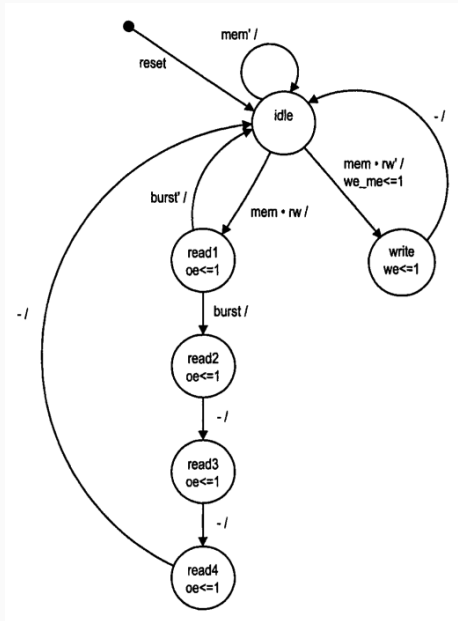 mem' /
reset
idle
- /
mem • rw' /
we_me<=1
burst' /
mem • rw /
read1
oe<=1
write
we<=1
burst /
- /
read2
oe<=1
- /
read3
oe<=1
- /
read4
oe<=1